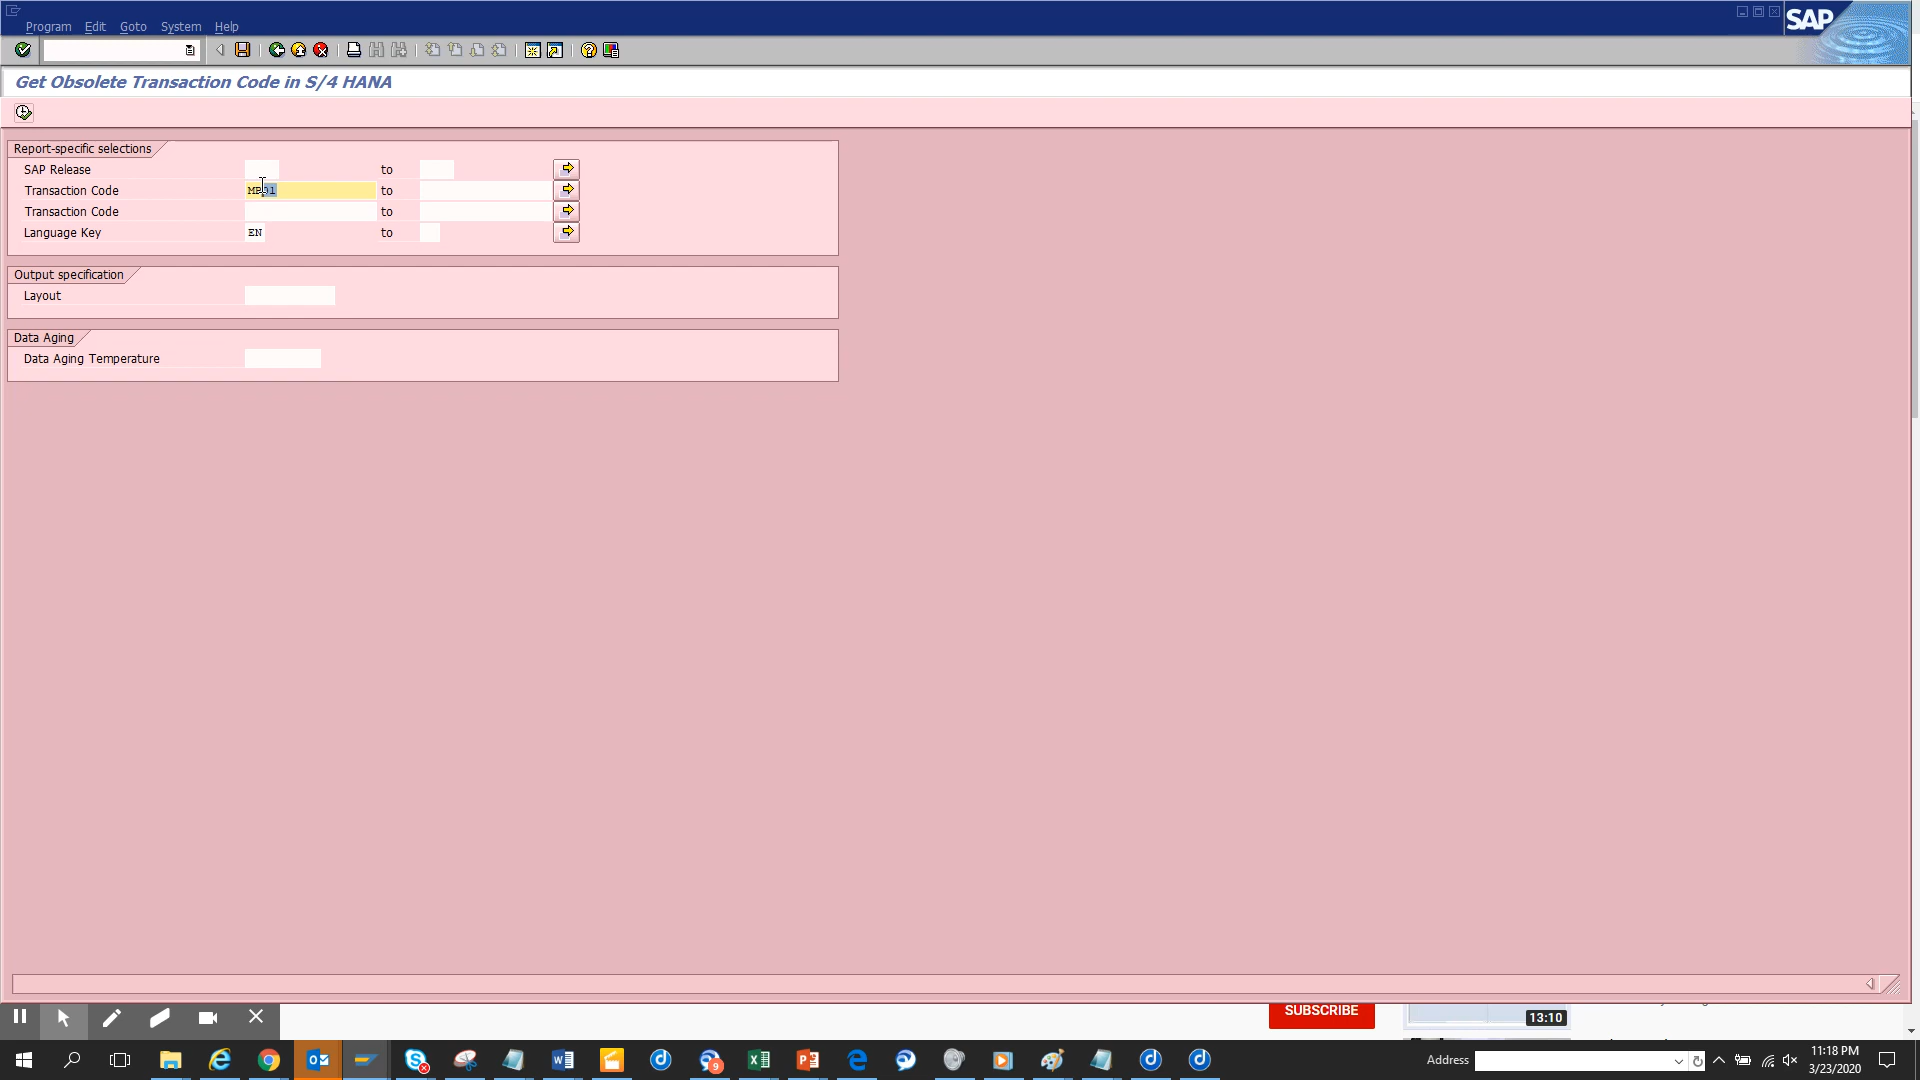 Program Edit Goto System Help
SAP
Get Obsolete Transaction Code in S/4 HANA
Report-specific selections
SAP Release to
Transaction Code to
Transaction Code to
Language Key EN to
Output specification
Layout
Data Aging
Data Aging Temperature
SUBSCRIBE
13:10
9
Address
11:18 PM
3/23/2020